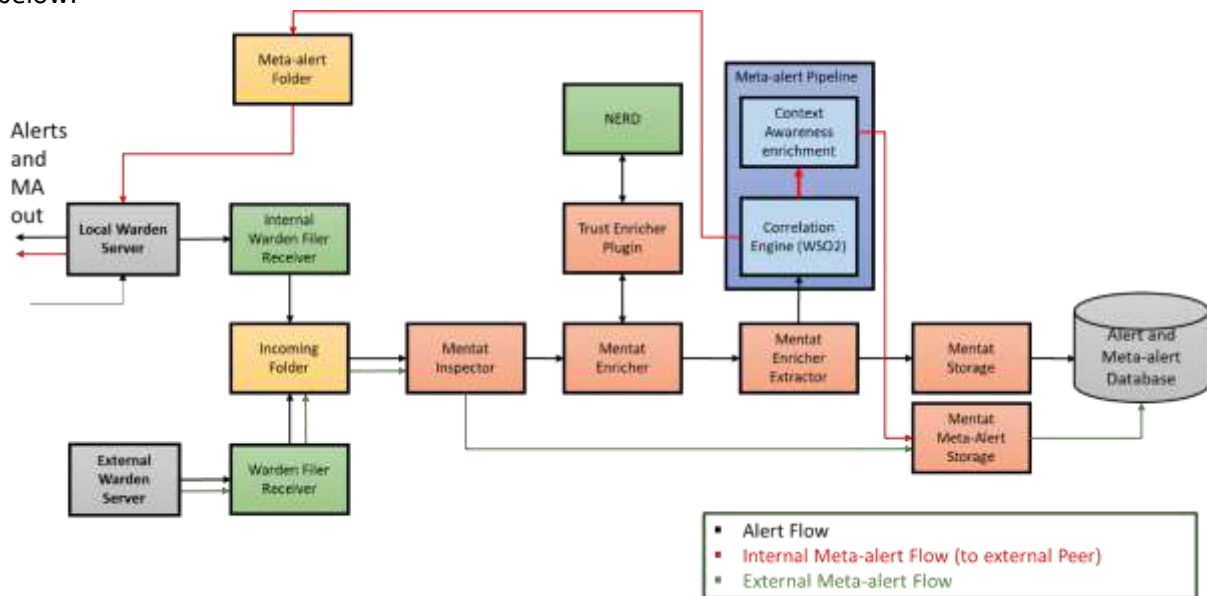 below.
Meta-alert
Folder
Meta-alert Pipeline
Context
Awareness
enrichment
NERD
Alerts
and
MA
out
Local Warden
Server
Internal
Warden Filer
Receiver
Trust Enricher
Plugin
Correlation
Engine (WSO2)
Incoming
Folder
Mentat
Inspector
Mentat
Enricher
Mentat
Enricher
Extractor
Mentat
Storage
Alert and
Meta-alert
Database
External
Warden
Server
Warden Filer
Receiver
Mentat
Meta-Alert
Storage
▪ Alert Flow
▪ Internal Meta-alert Flow (to external Peer)
▪ External Meta-alert Flow